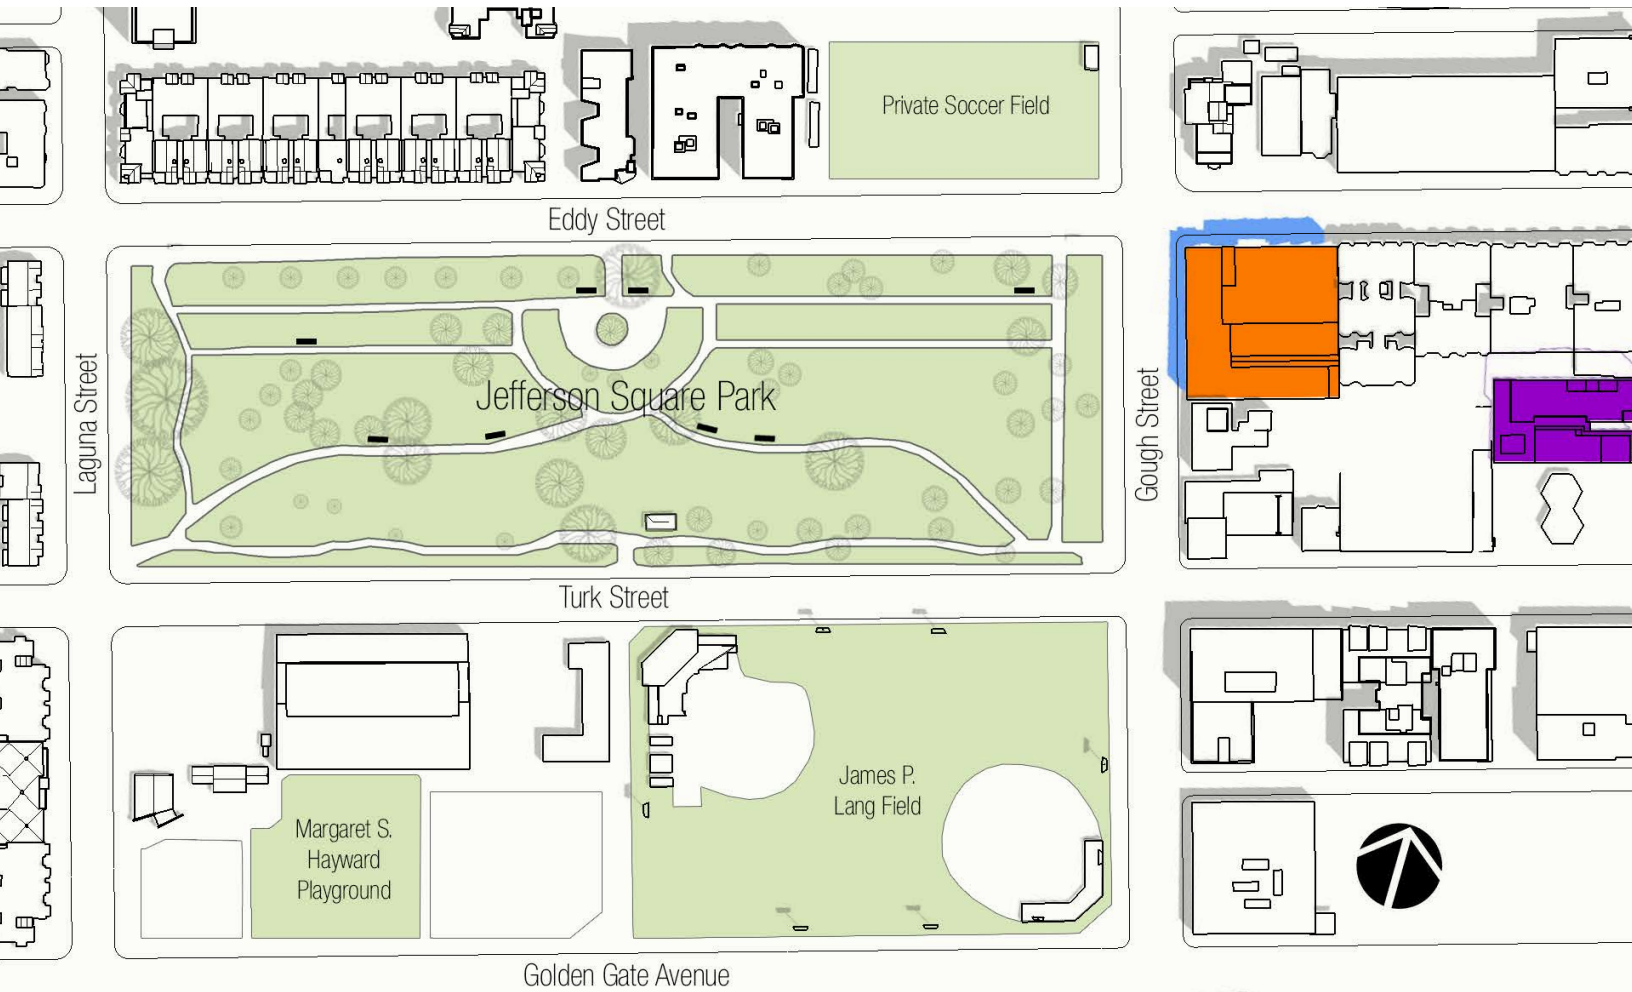 Private Soccer Field
Eddy Street
Laguna Street
Jefferson Square Park
Gough Street
Turk Street
James P.
Lang Field
Margaret S.
Hayward
Playground
Golden Gate Avenue